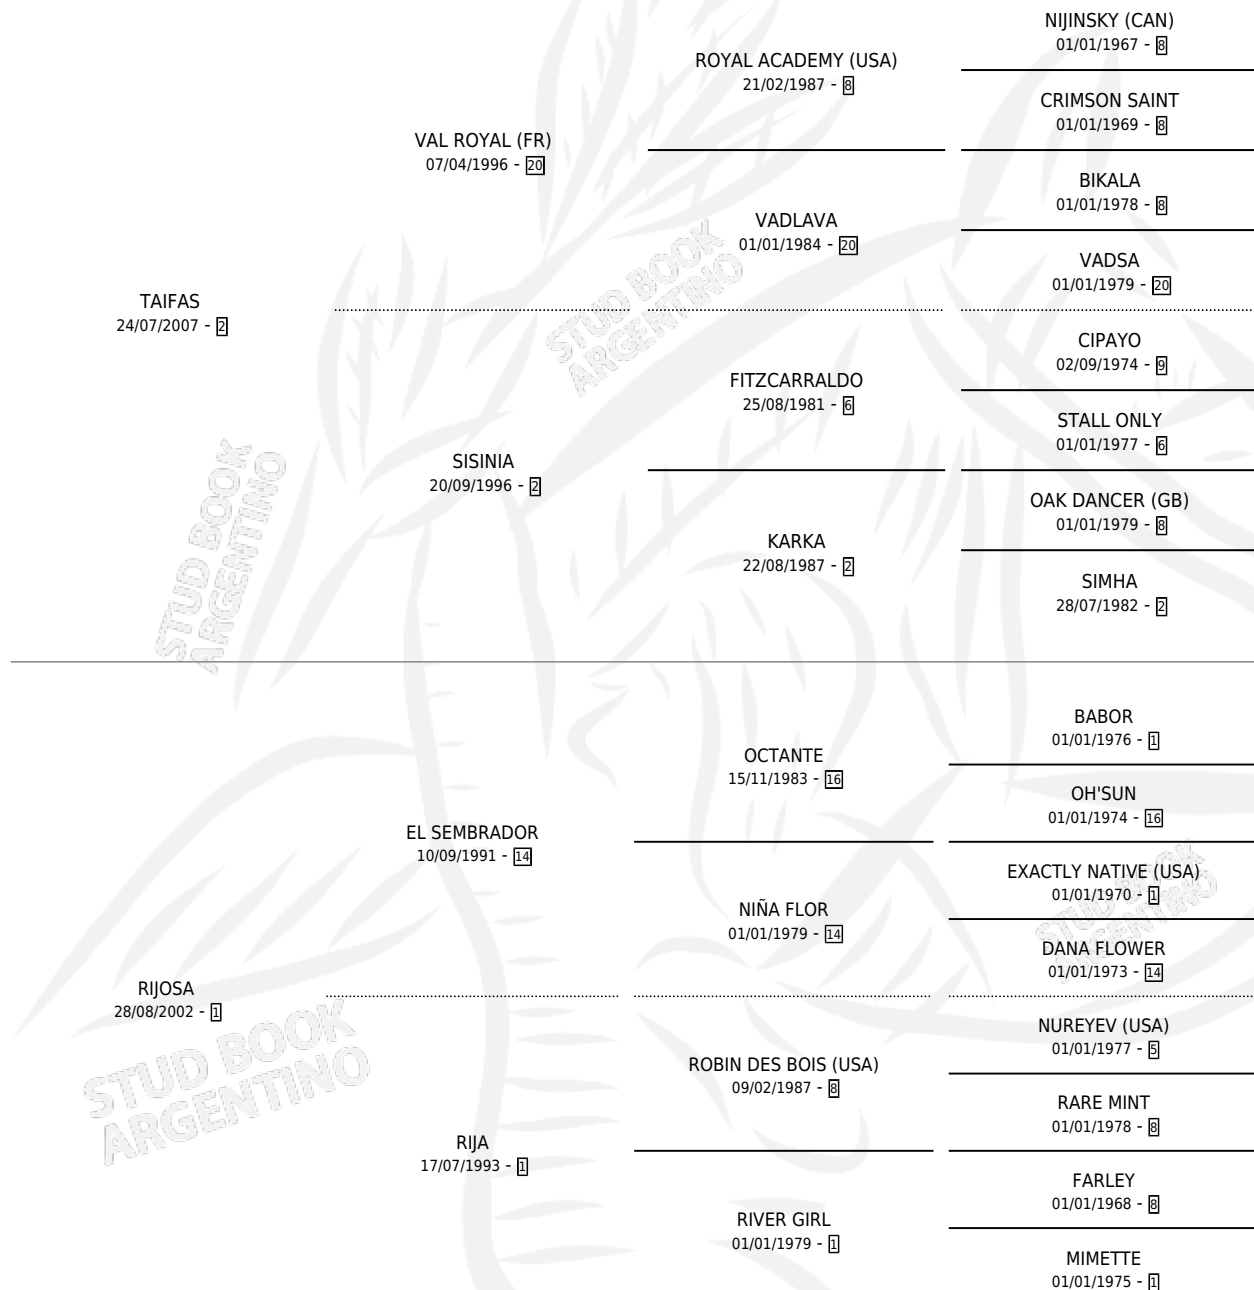 NIJINSKY (CAN)
01/01/1967 - 8
ROYAL ACADEMY (USA)
21/02/1987 - 8
CRIMSON SAINT
01/01/1969 - 8
VAL ROYAL (FR)
07/04/1996 - 20
BIKALA
01/01/1978 - 8
VADLAVA
01/01/1984 - 20
VADSA
01/01/1979 - 20
TAIFAS
24/07/2007 - 2
CIPAYO
02/09/1974 - 9
FITZCARRALDO
25/08/1981 - 6
STALL ONLY
01/01/1977 - 6
SISINIA
20/09/1996 - 2
OAK DANCER (GB)
01/01/1979 - 8
KARKA
22/08/1987 - 2
SIMHA
28/07/1982 - 2
STUD BOOK
ARGENTINO
STUD BOOK
ARGENTINO
BABOR
01/01/1976 - 1
OCTANTE
15/11/1983 - 16
OH'SUN
01/01/1974 - 16
EL SEMBRADOR
10/09/1991 - 14
EXACTLY NATIVE (USA)
01/01/1970 - 1
NIÑA FLOR
01/01/1979 - 14
DANA FLOWER
01/01/1973 - 14
STUD BOOK
ARGENTINO
RIJOSA
28/08/2002 - 1
NUREYEV (USA)
01/01/1977 - 5
ROBIN DES BOIS (USA)
09/02/1987 - 8
RARE MINT
01/01/1978 - 8
STUD BOOK
ARGENTINO
RIJA
17/07/1993 - 1
FARLEY
01/01/1968 - 8
RIVER GIRL
01/01/1979 - 1
MIMETTE
01/01/1975 - 1